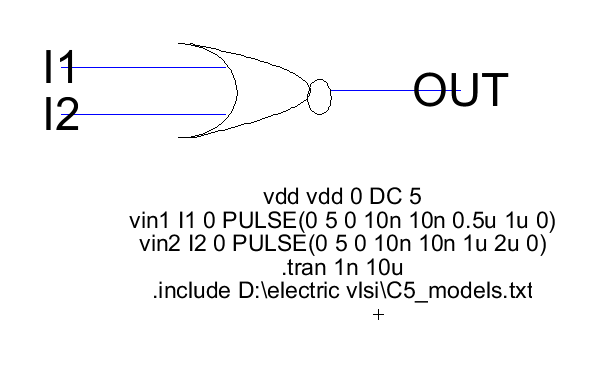 I1
I2
OUT
vdd vdd 0 DC 5
vin1 I1 0 PULSE(0 5 0 10n 10n 0.5u 1u 0)
vin2 I2 0 PULSE(0 5 0 10n 10n 1u 2u 0)
.tran 1n 10u
.include D:\electric vlsi\C5_models.txt